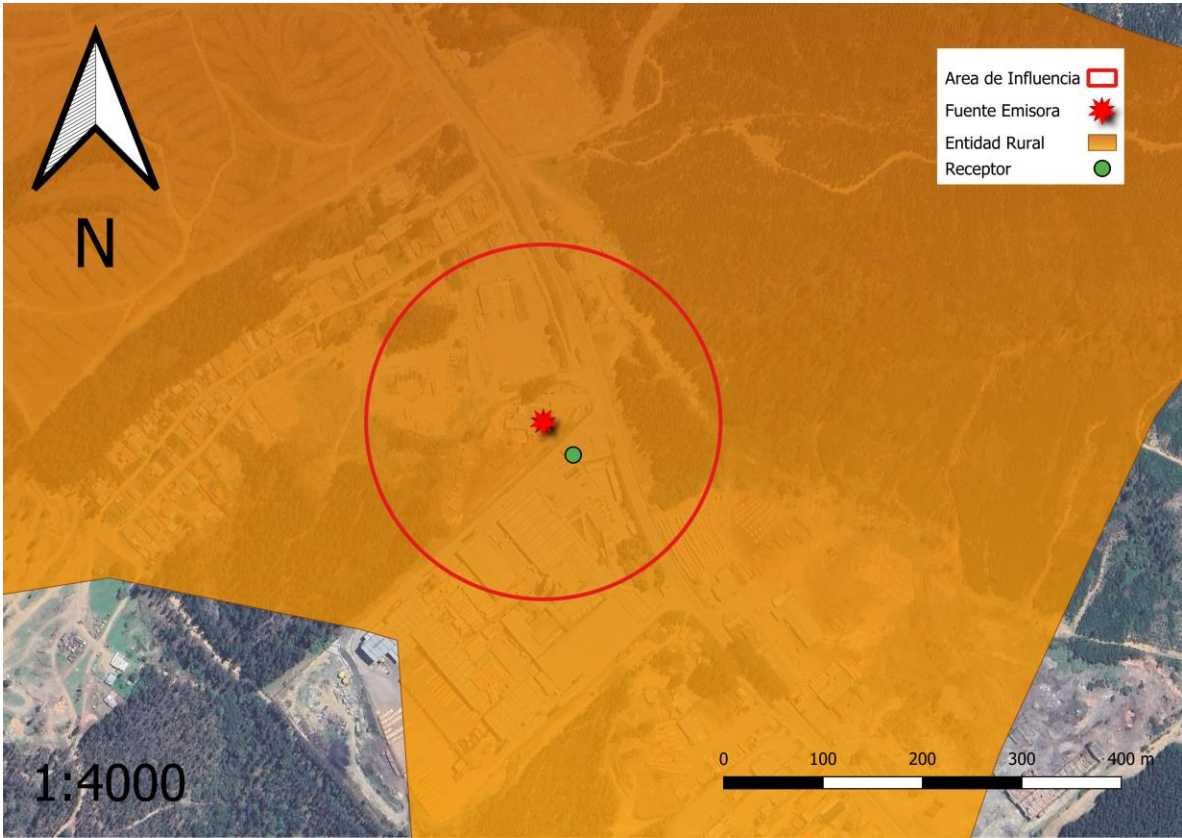 N
Area de Influencia
Fuente Emisora
Entidad Rural
Receptor
1:4000
0 100 200 300 400 m